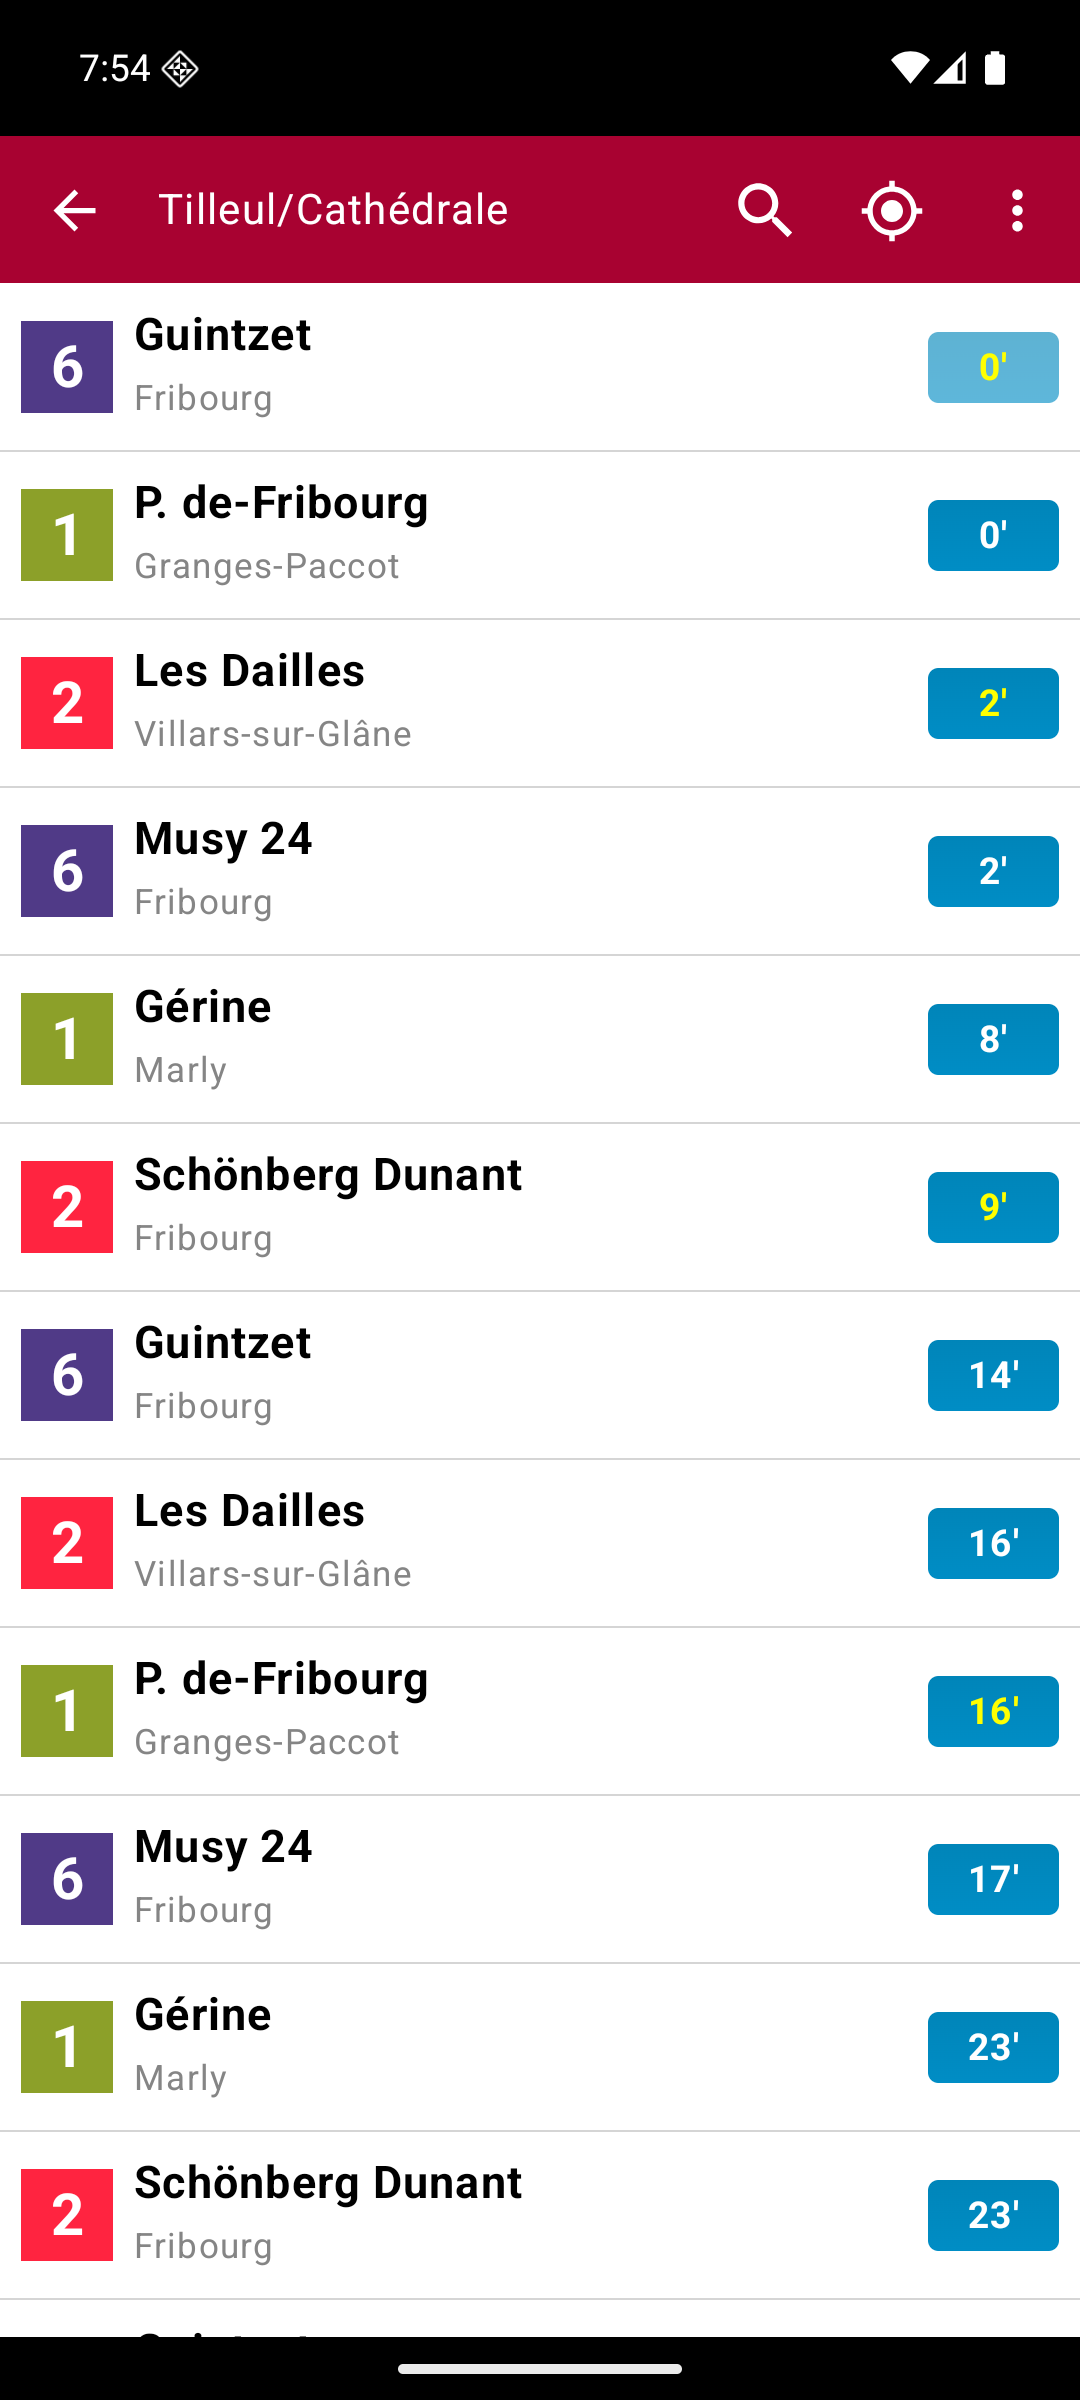 7:54
Tilleul/Cathédrale
6
Guintzet
Fribourg
0'
1
P. de-Fribourg
Granges-Paccot
0'
2
Les Dailles
Villars-sur-Glâne
2'
6
Musy 24
Fribourg
2'
1
Gérine
Marly
8'
2
Schönberg Dunant
Fribourg
9'
6
Guintzet
Fribourg
14'
2
Les Dailles
Villars-sur-Glâne
16'
1
P. de-Fribourg
Granges-Paccot
16'
6
Musy 24
Fribourg
17'
1
Gérine
Marly
23'
2
Schönberg Dunant
Fribourg
23'